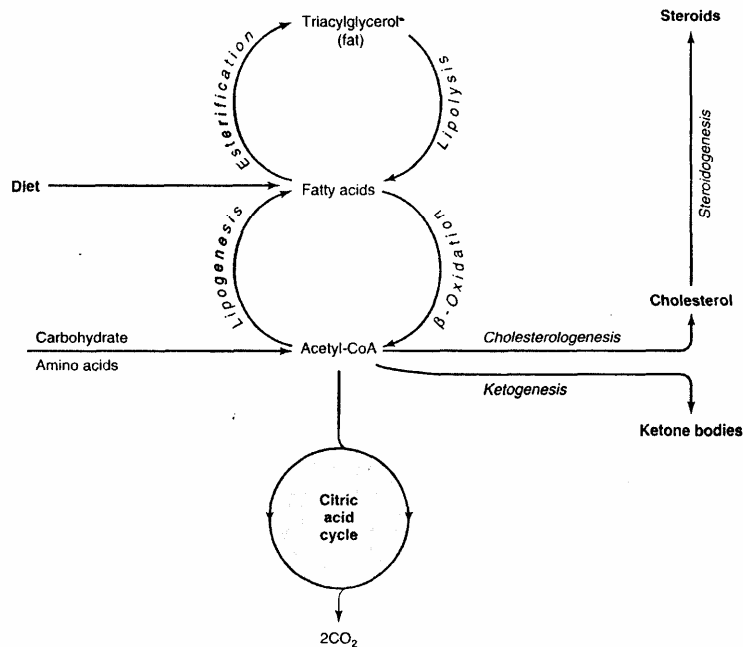 Triacylglycerol
(fat)
Steroids
Esterification
Lipolysis
Steroidogenesis
Diet
Fatty acids
Lipogenesis
β-Oxidation
Cholesterol
Carbohydrate
Amino acids
Acetyl-CoA
Cholesterologenesis
Ketogenesis
Ketone bodies
Citric
acid
cycle
2CO₂